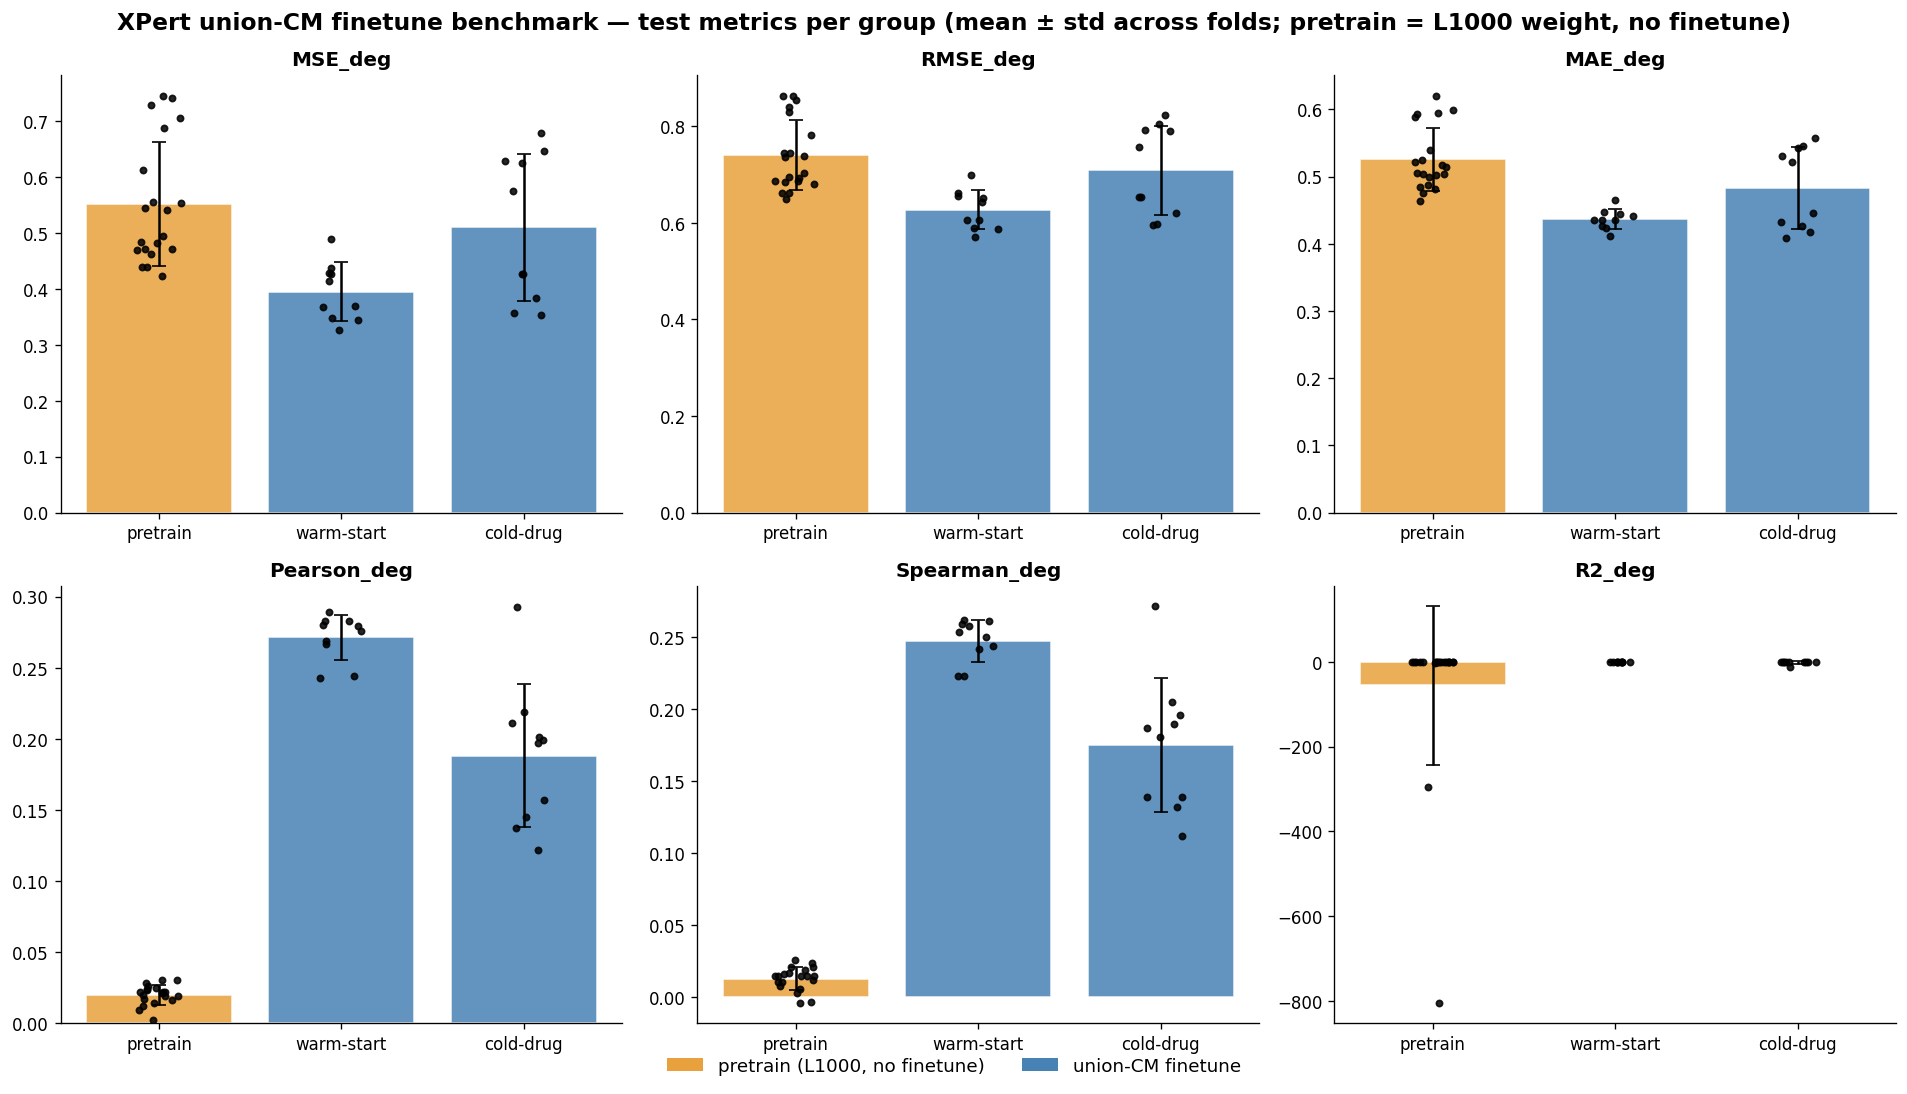 XPert union-CM finetune benchmark — test metrics per group (mean ± std across folds; pretrain = L1000 weight, no finetune)
MSE_deg
0.7
0.6
0.5
0.4
0.3
0.2
0.1
0.0
pretrain
warm-start
cold-drug
RMSE_deg
0.8
0.6
0.4
0.2
0.0
pretrain
warm-start
cold-drug
MAE_deg
0.6
0.5
0.4
0.3
0.2
0.1
0.0
pretrain
warm-start
cold-drug
Pearson_deg
0.30
0.25
0.20
0.15
0.10
0.05
0.00
pretrain
warm-start
cold-drug
Spearman_deg
0.25
0.20
0.15
0.10
0.05
0.00
pretrain
warm-start
cold-drug
R2_deg
0
−200
−400
−600
−800
pretrain
warm-start
cold-drug
pretrain (L1000, no finetune)
union-CM finetune